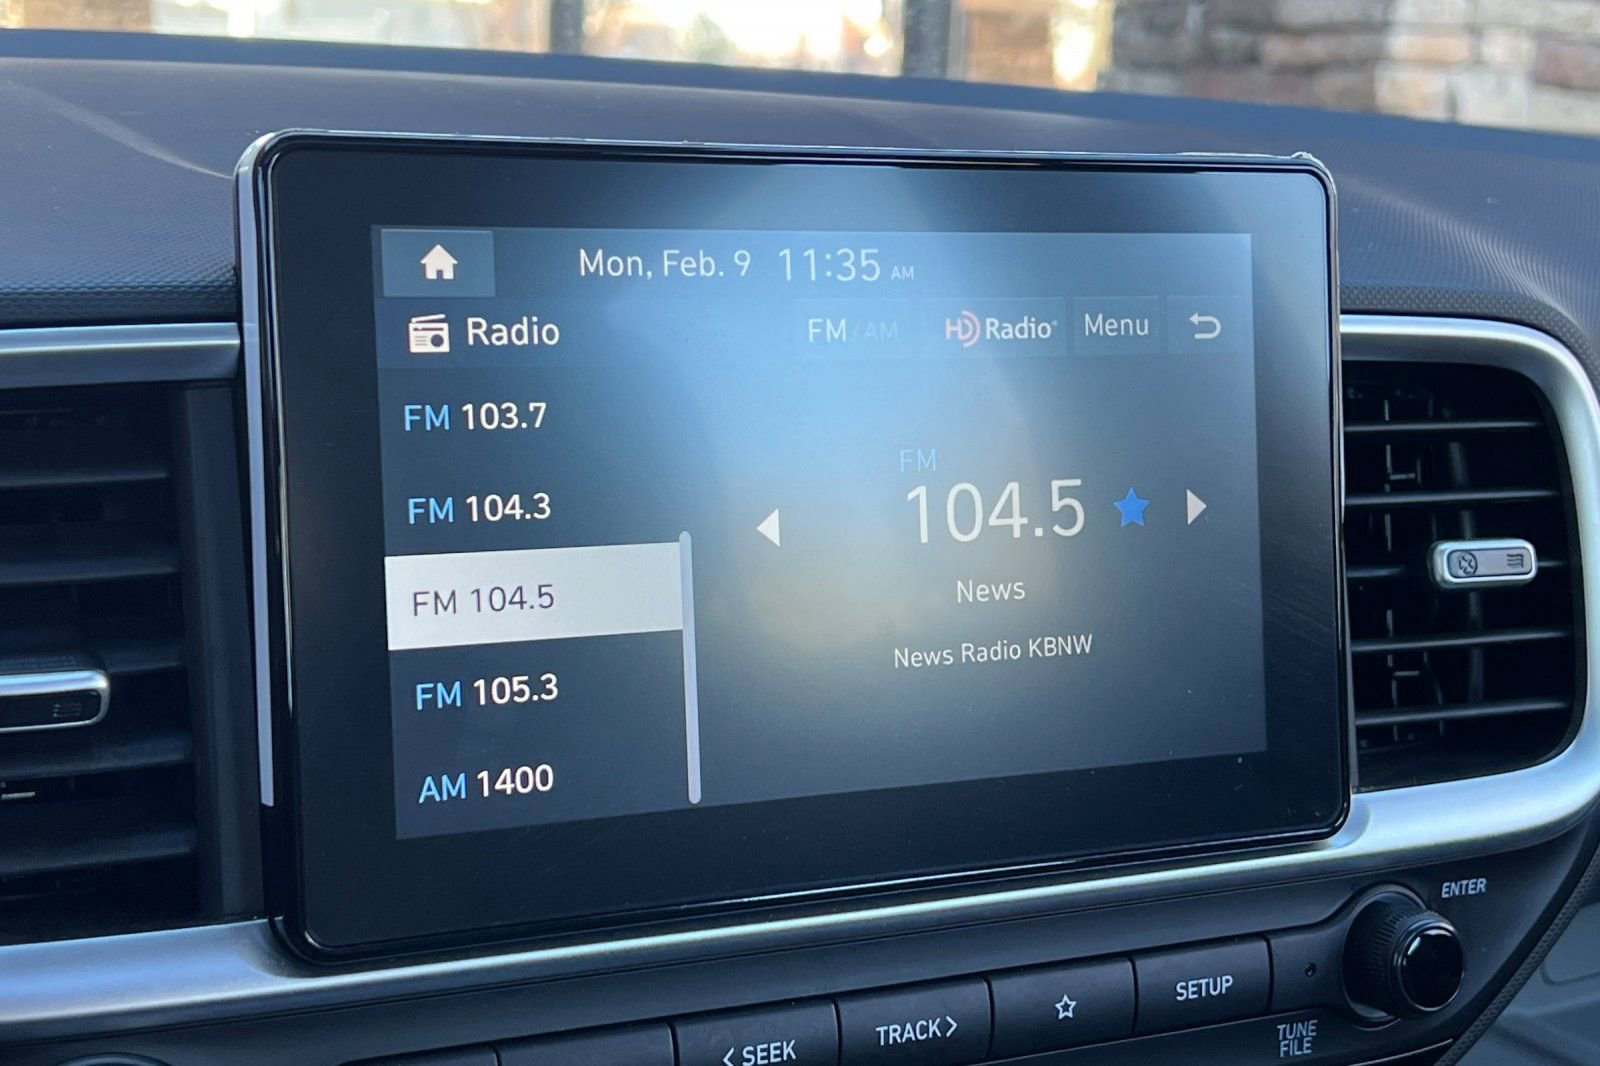 Mon, Feb. 9 11:35 AM
Radio FM/AM HD Radio Menu
FM 103.7
FM 104.3
FM 104.5
FM 105.3
AM 1400
FM
104.5
News
News Radio KBNW
ENTER
< SEEK TRACK > SETUP
TUNE
FILE